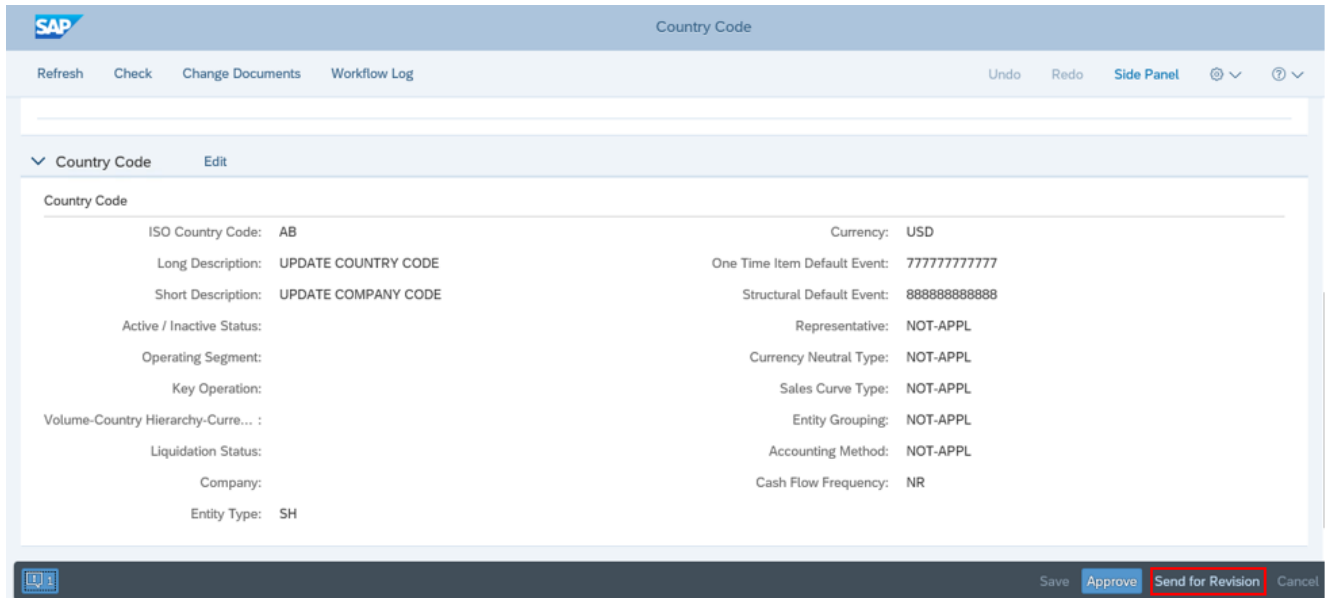 SAP
Country Code
Refresh Check Change Documents Workflow Log Undo Redo Side Panel
Country Code Edit
Country Code
ISO Country Code: AB Currency: USD
Long Description: UPDATE COUNTRY CODE One Time Item Default Event: 777777777777
Short Description: UPDATE COMPANY CODE Structural Default Event: 888888888888
Active / Inactive Status: Representative: NOT-APPL
Operating Segment: Currency Neutral Type: NOT-APPL
Key Operation: Sales Curve Type: NOT-APPL
Volume-Country Hierarchy-Curre... : Entity Grouping: NOT-APPL
Liquidation Status: Accounting Method: NOT-APPL
Company: Cash Flow Frequency: NR
Entity Type: SH
1 Save Approve Send for Revision Cancel